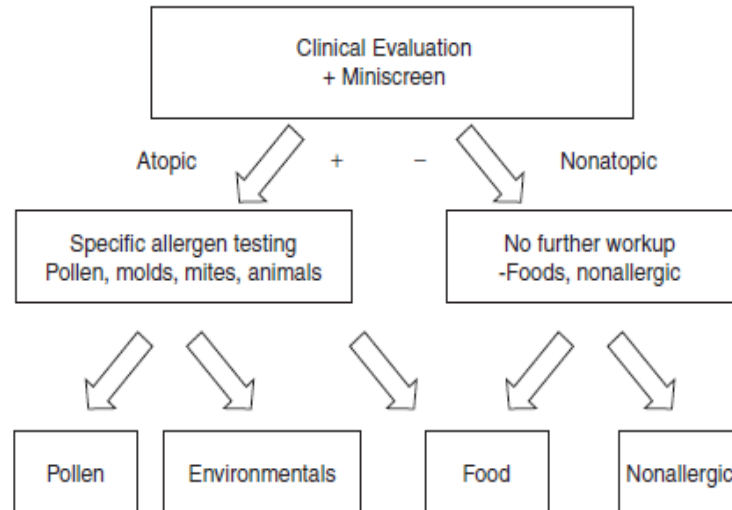 Clinical Evaluation
+ Miniscreen
Atopic + – Nonatopic
Specific allergen testing
Pollen, molds, mites, animals
No further workup
-Foods, nonallergic
Pollen
Environmentals
Food
Nonallergic